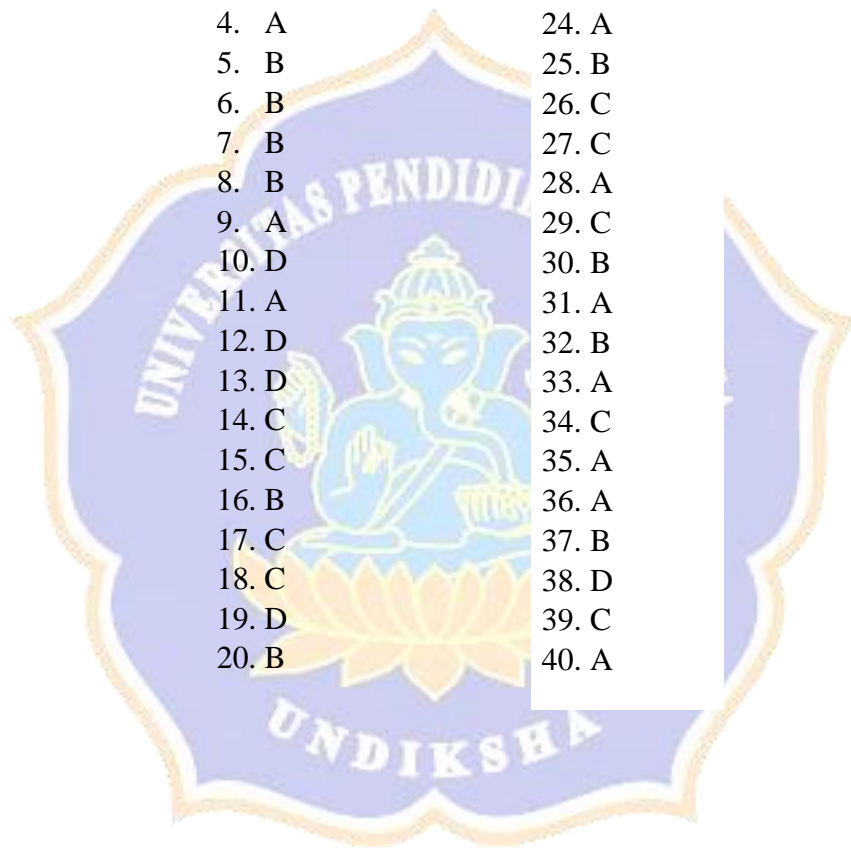 4. A
5. B
6. B
7. B
8. B
9. A
10. D
11. A
12. D
13. D
14. C
15. C
16. B
17. C
18. C
19. D
20. B
24. A
25. B
26. C
27. C
28. A
29. C
30. B
31. A
32. B
33. A
34. C
35. A
36. A
37. B
38. D
39. C
40. A
UNIVERSITAS
UNDIKSHA